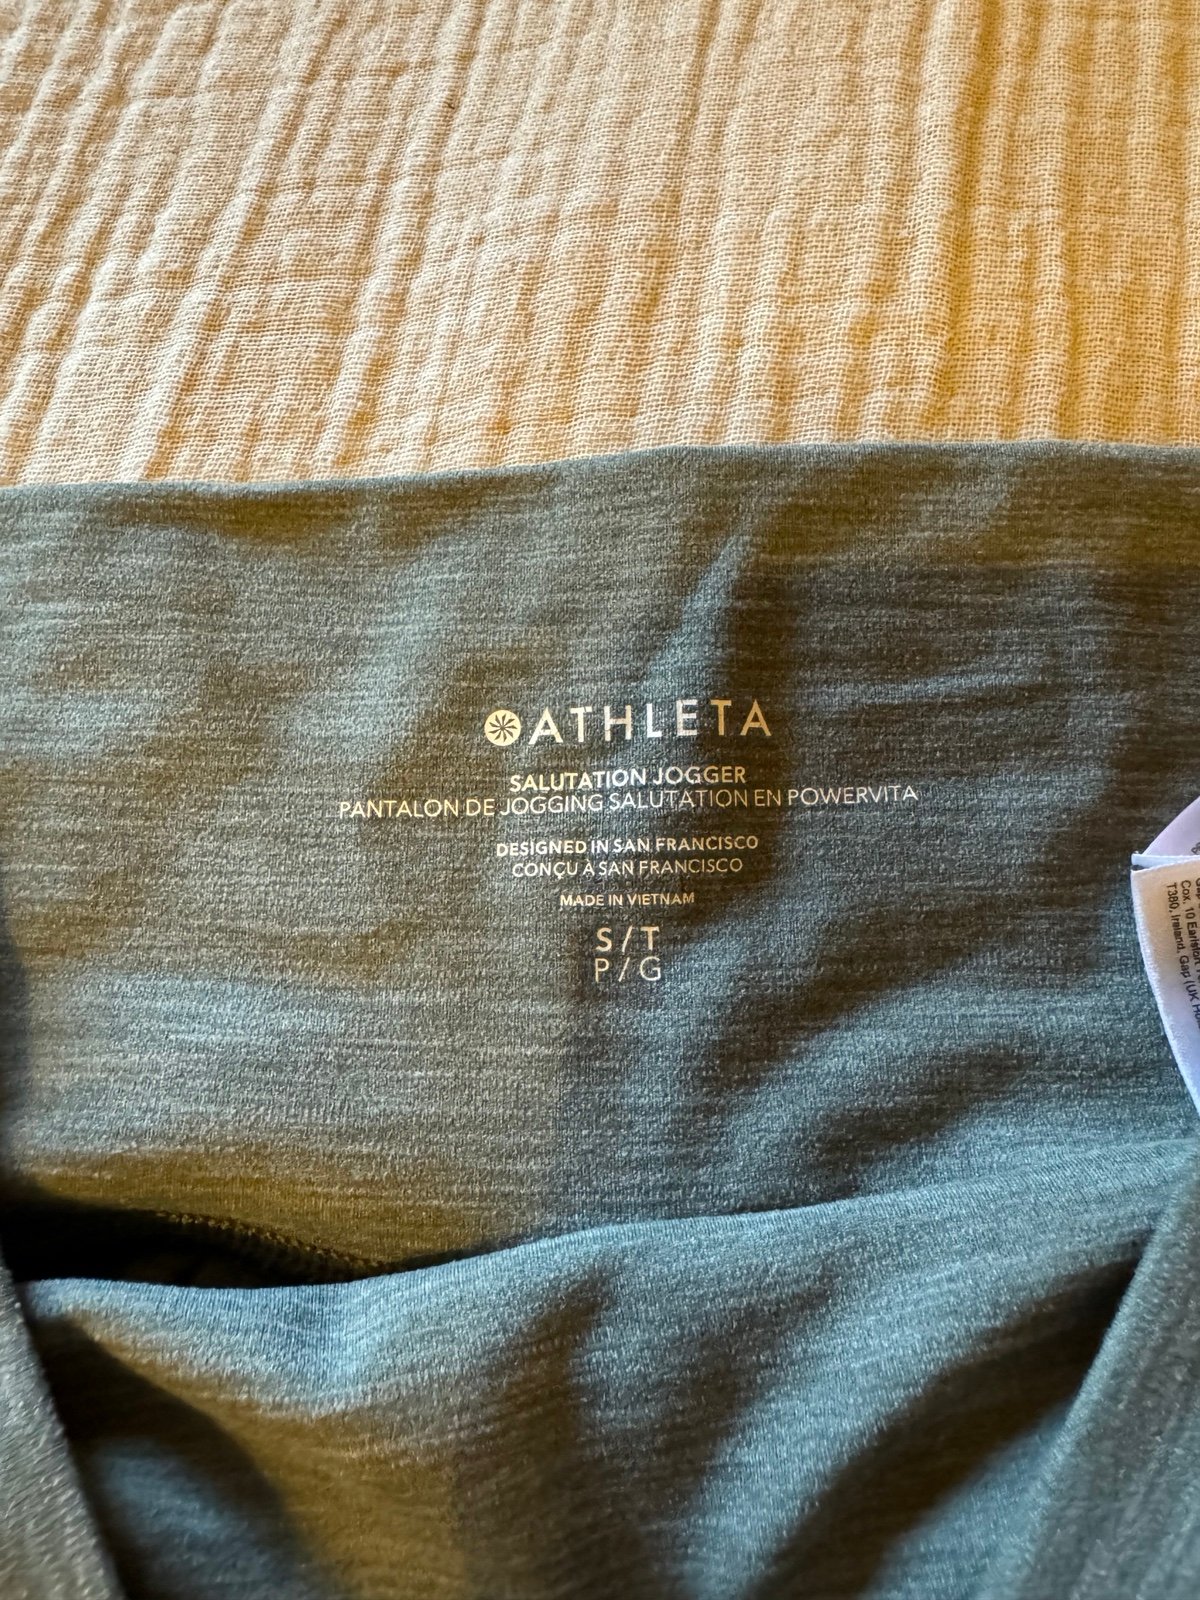 ATHLETA
SALUTATION JOGGER
PANTALON DE JOGGING SALUTATION EN POWERVITA
DESIGNED IN SAN FRANCISCO
CONÇU À SAN FRANCISCO
MADE IN VIETNAM
S / T
P / G
Cox, 10 Earlsfort
T380, Ireland, Gap (UK